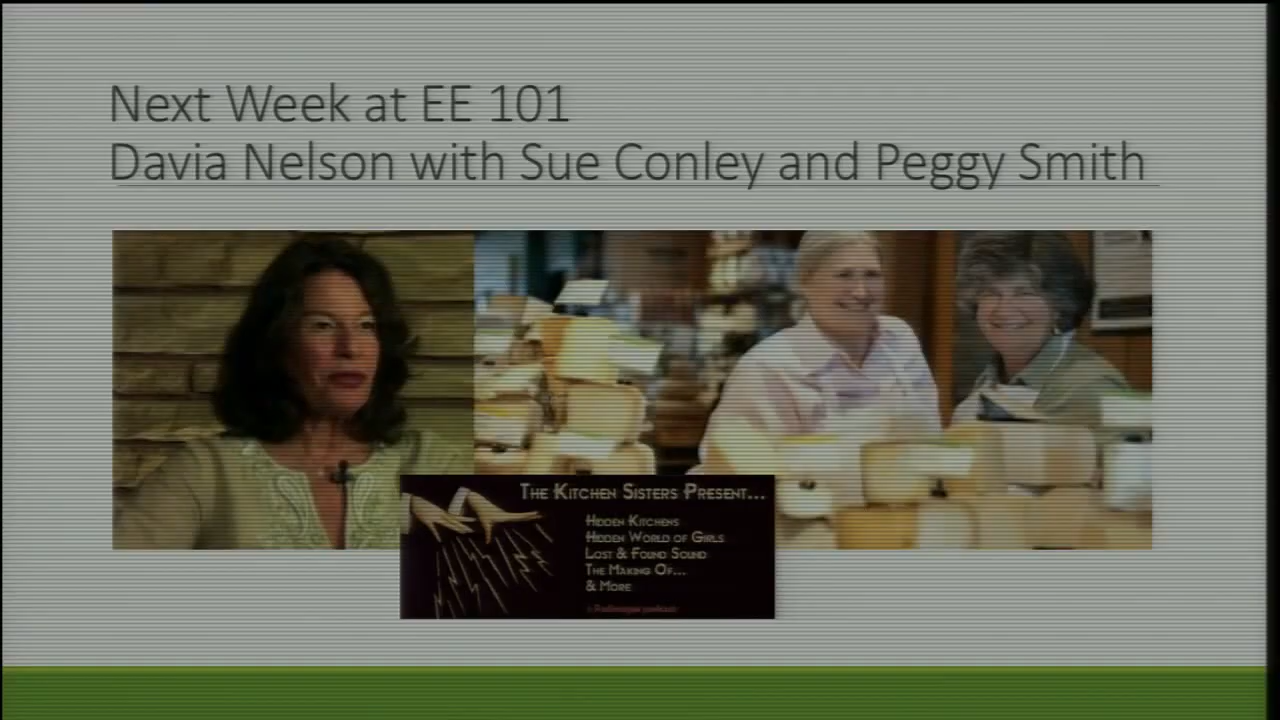 Next Week at EE 101
Davia Nelson with Sue Conley and Peggy Smith
The Kitchen Sisters Present...
Hidden Kitchens
Hidden World of Girls
Lost & Found Sound
The Making Of...
& More